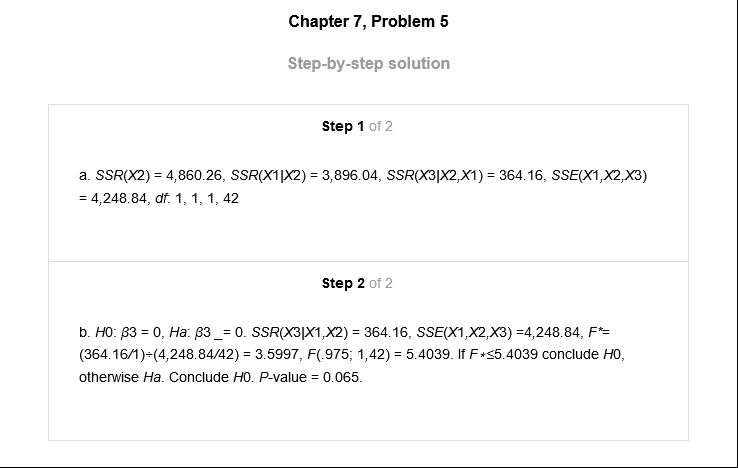 Chapter 7, Problem 5
Step-by-step solution
Step 1 of 2
a. SSR(X2) = 4,860.26, SSR(X1|X2) = 3,896.04, SSR(X3|X2,X1) = 364.16, SSE(X1,X2,X3)
= 4,248.84, df: 1, 1, 1, 42
Step 2 of 2
b. H0: β3 = 0, Ha: β3 _= 0. SSR(X3|X1,X2) = 364.16, SSE(X1,X2,X3) =4,248.84, F*=
(364.16/1)÷(4,248.84/42) = 3.5997, F(.975; 1,42) = 5.4039. If F∗≤5.4039 conclude H0,
otherwise Ha. Conclude H0. P-value = 0.065.